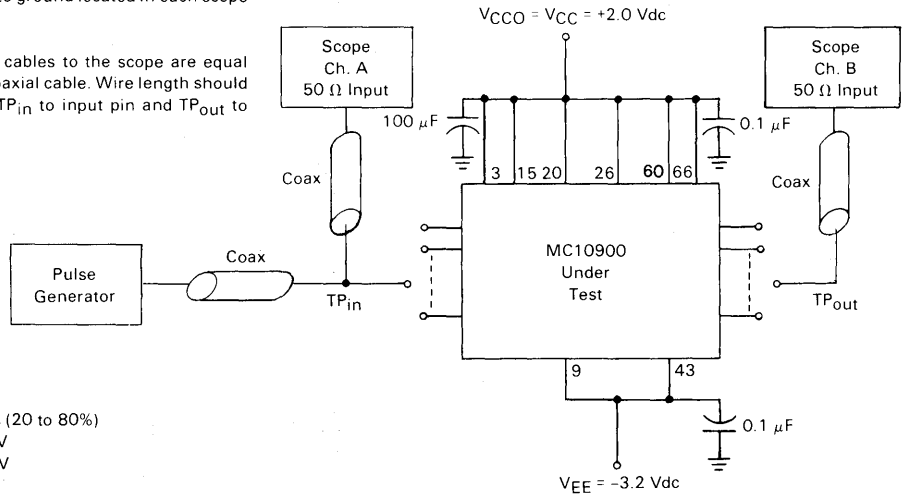 ground located in each scope
cables to the scope are equal
axial cable. Wire length should
TPin to input pin and TPout to
VCCO = VCC = +2.0 Vdc
Scope
Ch. A
50 Ω Input
Scope
Ch. B
50 Ω Input
100 μF
0.1 μF
3 15 20 26 60 66
Coax
Coax
Coax
Pulse
Generator
TPin
MC10900
Under
Test
TPout
9 43
(20 to 80%)
V
V
0.1 μF
VEE = –3.2 Vdc